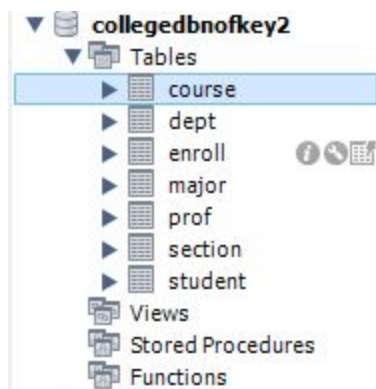 collegedbnofkey2
Tables
course
dept
enroll
major
prof
section
student
Views
Stored Procedures
Functions